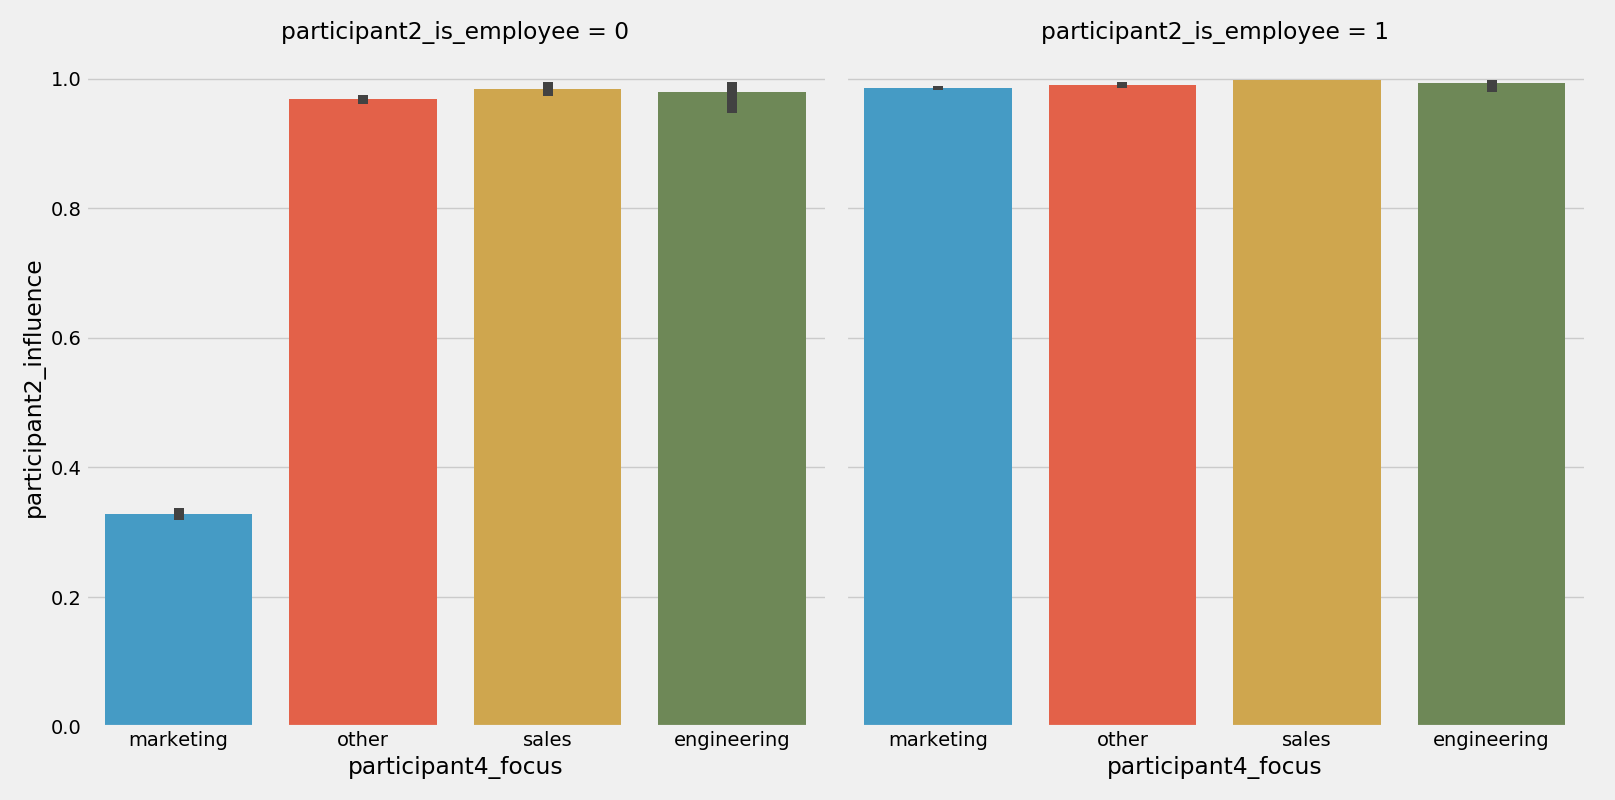 participant2_is_employee = 0
participant2_is_employee = 1
participant2_influence
1.0
0.8
0.6
0.4
0.2
0.0
marketing other sales engineering
marketing other sales engineering
participant4_focus
participant4_focus